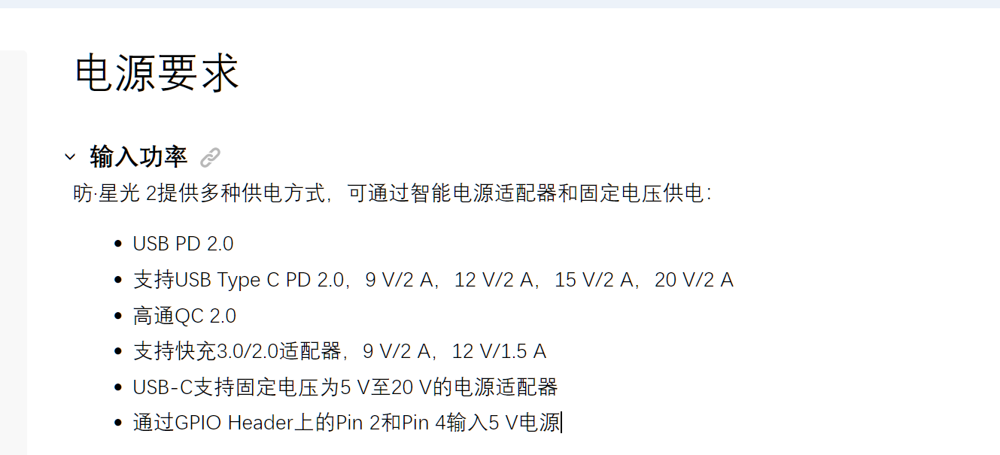 电源要求
输入功率
昉·星光 2提供多种供电方式，可通过智能电源适配器和固定电压供电：
• USB PD 2.0
• 支持USB Type C PD 2.0，9 V/2 A，12 V/2 A，15 V/2 A，20 V/2 A
• 高通QC 2.0
• 支持快充3.0/2.0适配器，9 V/2 A，12 V/1.5 A
• USB-C支持固定电压为5 V至20 V的电源适配器
• 通过GPIO Header上的Pin 2和Pin 4输入5 V电源